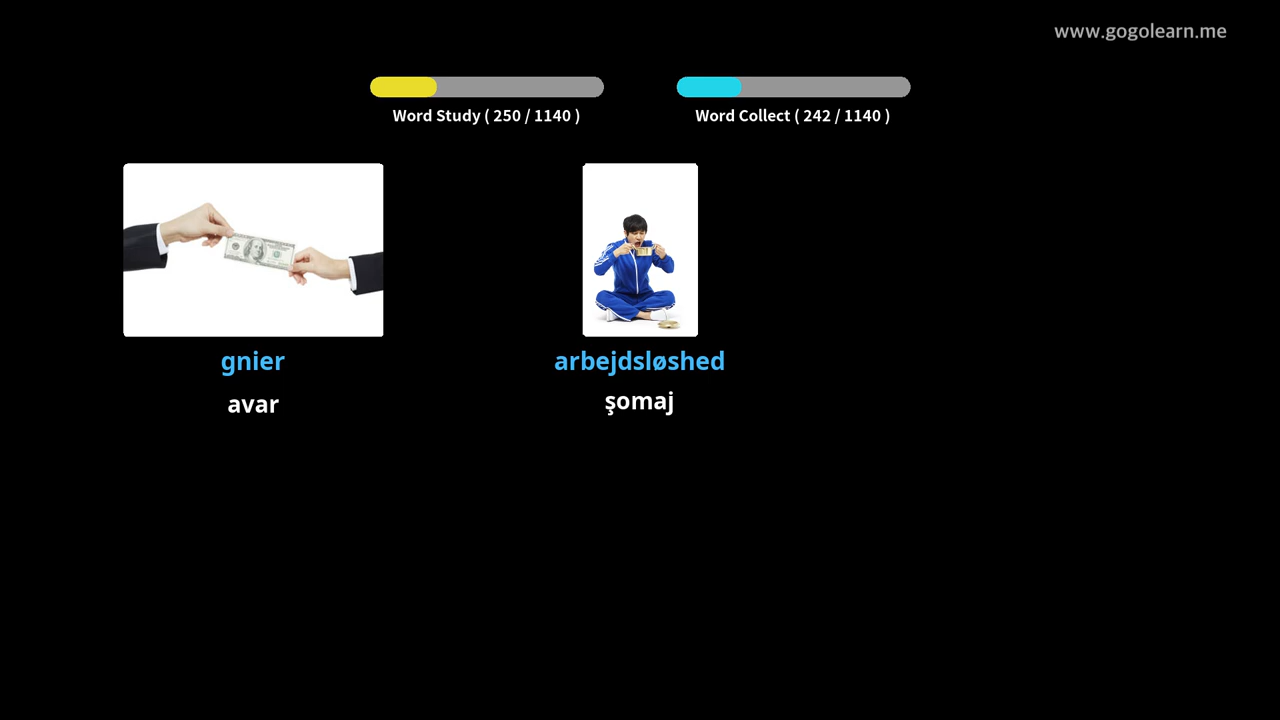 www.gogolearn.me
Word Study ( 250 / 1140 )
Word Collect ( 242 / 1140 )
gnier
arbejdsløshed
avar
şomaj